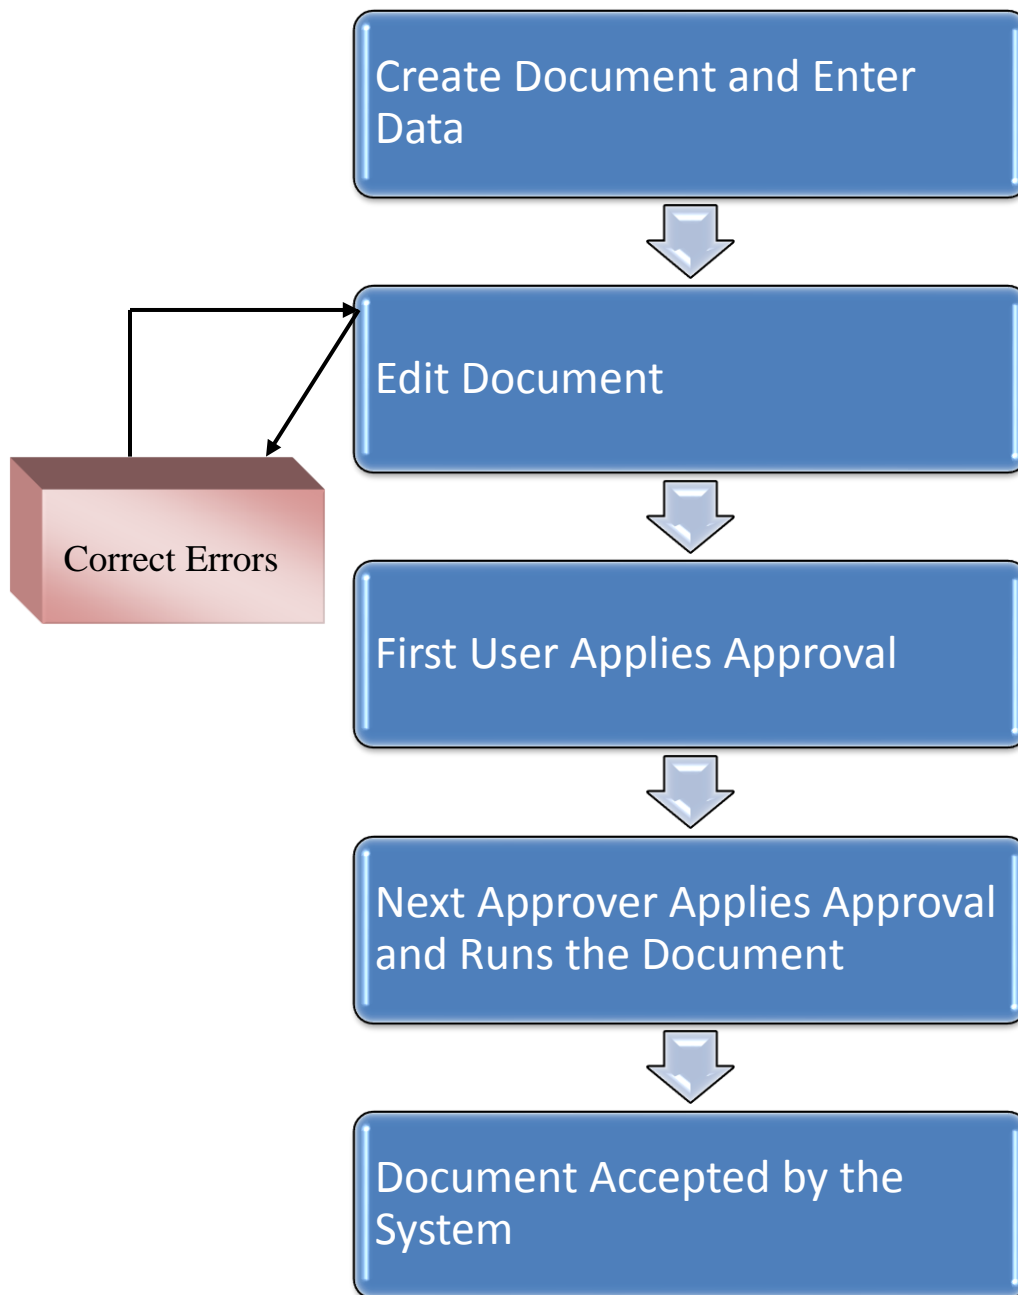 Create Document and Enter
Data
Edit Document
Correct Errors
First User Applies Approval
Next Approver Applies Approval
and Runs the Document
Document Accepted by the
System